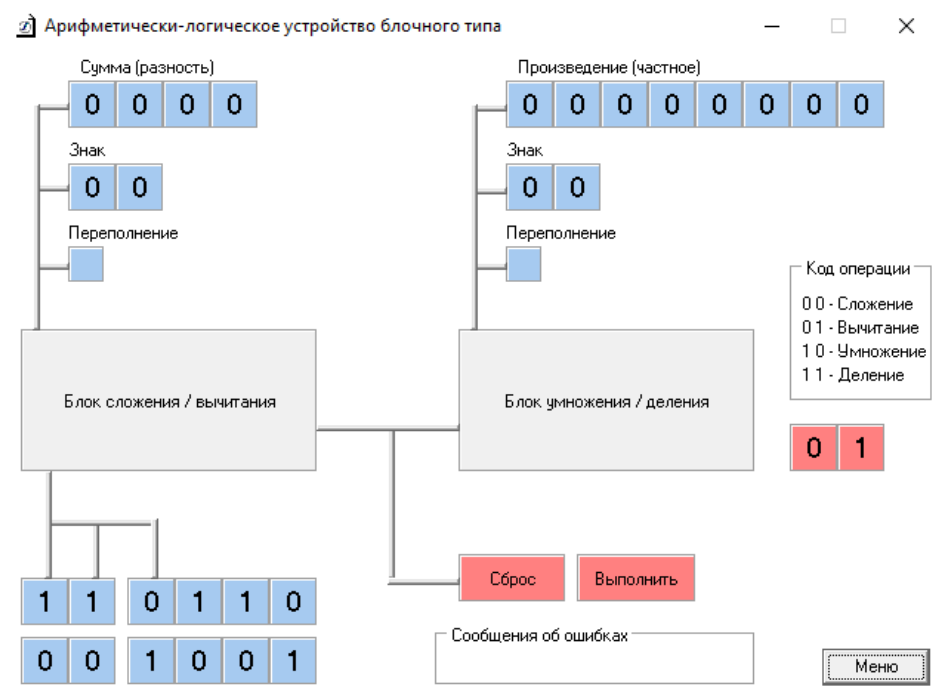 Арифметически-логическое устройство блочного типа
Сумма (разность)
0 0 0 0
Произведение (частное)
0 0 0 0 0 0 0 0
Знак
0 0
Знак
0 0
Переполнение
Переполнение
Код операции
0 0 - Сложение
0 1 - Вычитание
1 0 - Умножение
1 1 - Деление
Блок сложения / вычитания
Блок умножения / деления
0 1
Сброс
Выполнить
1 1 0 1 1 0
0 0 1 0 0 1
Сообщения об ошибках
Меню